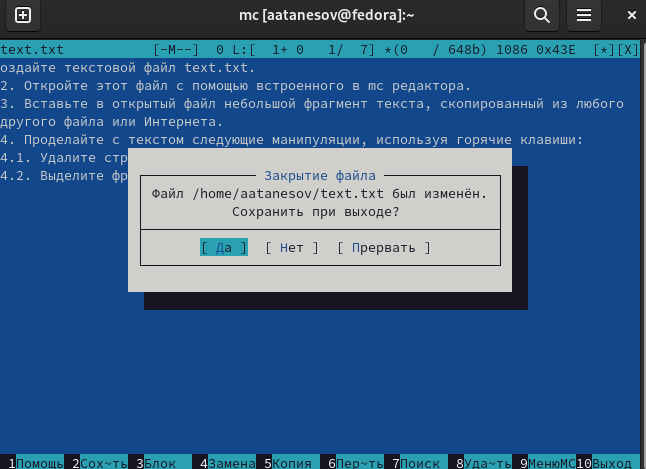 mc [aatanesov@fedora]:~
text.txt [-M--] 0 L:[ 1+ 0 1/ 7] *(0 / 648b) 1086 0x43E [*][X]
оздайте текстовой файл text.txt.
2. Откройте этот файл с помощью встроенного в mc редактора.
3. Вставьте в открытый файл небольшой фрагмент текста, скопированный из любого
другого файла или Интернета.
4. Проделайте с текстом следующие манипуляции, используя горячие клавиши:
4.1. Удалите стр
4.2. Выделите фр
Закрытие файла
Файл /home/aatanesov/text.txt был изменён.
Сохранить при выходе?
[ Да ] [ Нет ] [ Прервать ]
1Помощь 2Сох~ть 3Блок 4Замена 5Копия 6Пер~ть 7Поиск 8Уда~ть 9МенюMC 10Выход